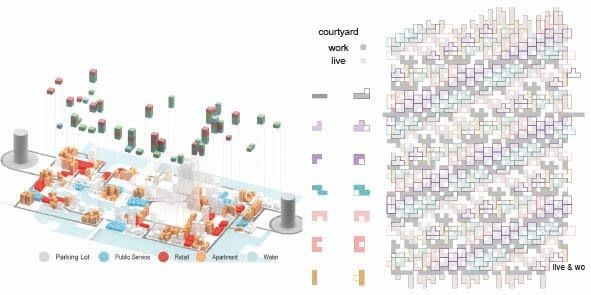 Parking Lot Public Service Retail Apartment Water
courtyard
work
live
live & wo